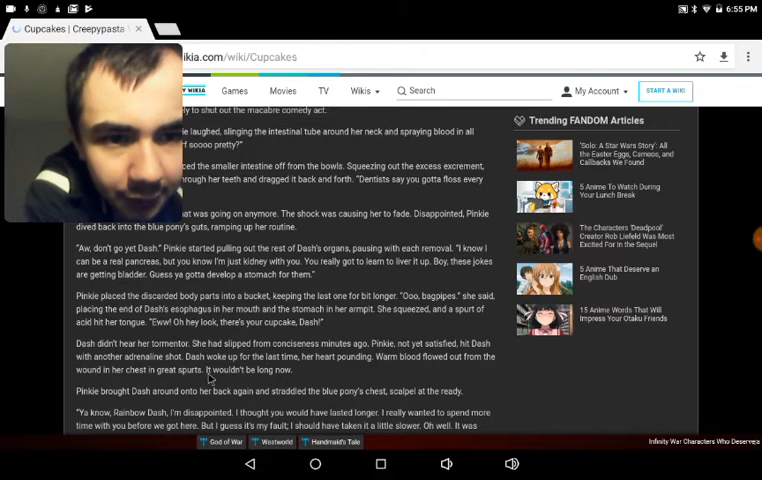 6:55 PM
Cupcakes | Creepypasta
ikia.com/wiki/Cupcakes
WIKIA Games Movies TV Wikis Search My Account START A WIKI
ly to shut out the macabre comedy act.
ie laughed, slinging the intestinal tube around her neck and spraying blood in all
rf soooo pretty?”
ced the smaller intestine off from the bowls. Squeezing out the excess excrement,
hrough her teeth and dragged it back and forth. “Dentists say you gotta floss every
hat was going on anymore. The shock was causing her to fade. Disappointed, Pinkie
dived back into the blue pony's guts, ramping up her routine.
“Aw, don't go yet Dash.” Pinkie started pulling out the rest of Dash's organs, pausing with each removal. “I know I
can be a real pancreas, but you know I'm just kidney with you. You really got to learn to liver it up. Boy, these jokes
are getting bladder. Guess ya gotta develop a stomach for them.”
Pinkie placed the discarded body parts into a bucket, keeping the last one for bit longer. “Ooo, bagpipes.” she said,
placing the end of Dash's esophagus in her mouth and the stomach in her armpit. She squeezed, and a spurt of
acid hit her tongue. “Eww! Oh hey look, there's your cupcake, Dash!”
Dash didn't hear her tormentor. She had slipped from conciseness minutes ago. Pinkie, not yet satisfied, hit Dash
with another adrenaline shot. Dash woke up for the last time, her heart pounding. Warm blood flowed out from the
wound in her chest in great spurts. It wouldn't be long now.
Pinkie brought Dash around onto her back again and straddled the blue pony's chest, scalpel at the ready.
“Ya know, Rainbow Dash, I'm disappointed. I thought you would have lasted longer. I really wanted to spend more
time with you before we got here. But I guess it's my fault; I should have taken it a little slower. Oh well. It was
Trending FANDOM Articles
'Solo: A Star Wars Story': All
the Easter Eggs, Cameos, and
Callbacks We Found
5 Anime To Watch During
Your Lunch Break
The Characters 'Deadpool'
Creator Rob Liefeld Was Most
Excited For In the Sequel
5 Anime That Deserve an
English Dub
15 Anime Words That Will
Impress Your Otaku Friends
God of War Westworld Handmaid's Tale Infinity War Characters Who Deserve